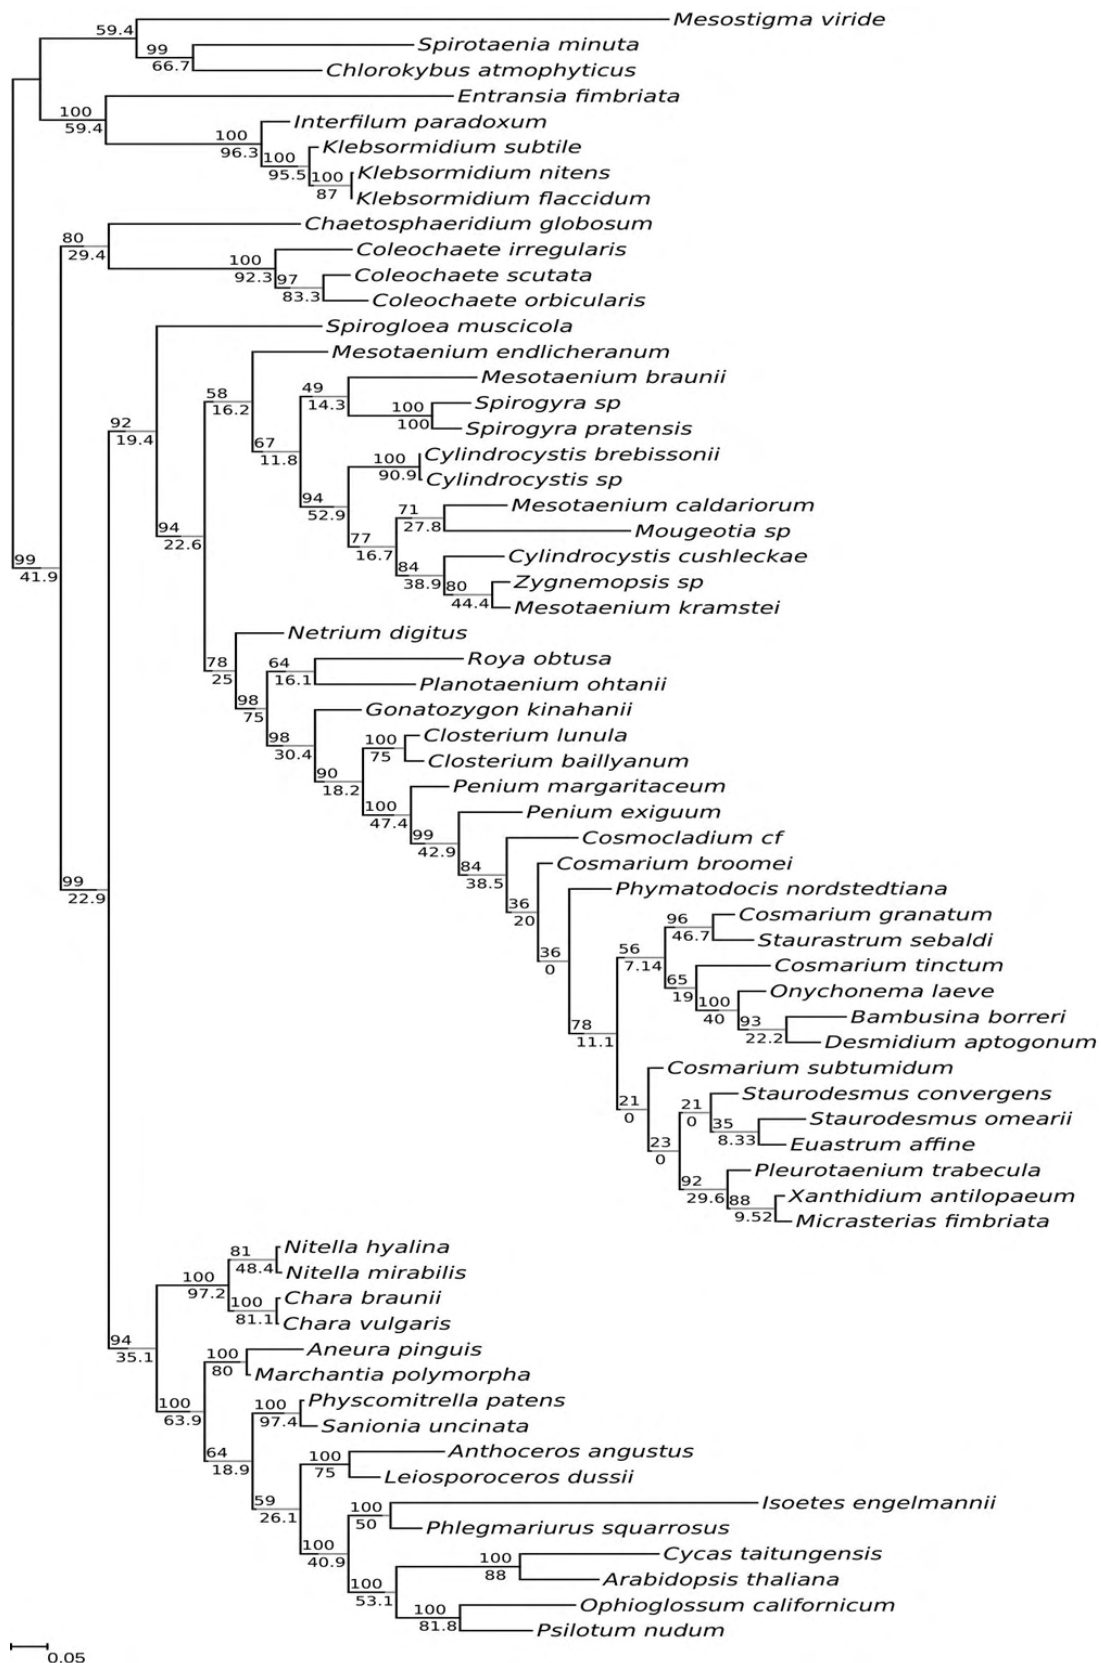 Mesostigma viride
59.4
Spirotaenia minuta
99
66.7
Chlorokybus atmophyticus
Entransia fimbriata
100
59.4
Interfilum paradoxum
100
96.3
Klebsormidium subtile
100
95.5
Klebsormidium nitens
100
87
Klebsormidium flaccidum
Chaetosphaeridium globosum
80
29.4
Coleochaete irregularis
100
92.3
Coleochaete scutata
97
83.3
Coleochaete orbicularis
Spirogloea muscicola
Mesotaenium endlicheranum
Mesotaenium braunii
58
16.2
49
14.3
Spirogyra sp
100
100
Spirogyra pratensis
92
19.4
67
11.8
Cylindrocystis brebissonii
100
90.9
Cylindrocystis sp
94
52.9
Mesotaenium caldariorum
71
27.8
Mougeotia sp
94
22.6
77
16.7
Cylindrocystis cushleckae
99
41.9
84
38.9
Zygnemopsis sp
80
44.4
Mesotaenium kramstei
Netrium digitus
78
25
Roya obtusa
64
16.1
Planotaenium ohtanii
98
75
Gonatozygon kinahanii
98
30.4
Closterium lunula
100
75
Closterium baillyanum
90
18.2
Penium margaritaceum
100
47.4
Penium exiguum
99
42.9
Cosmocladium cf
84
38.5
Cosmarium broomei
99
22.9
Phymatodocis nordstedtiana
36
20
Cosmarium granatum
96
46.7
Staurastrum sebaldi
36
0
56
7.14
Cosmarium tinctum
65
19
Onychonema laeve
100
40
Bambusina borreri
93
22.2
78
11.1
Desmidium aptogonum
Cosmarium subtumidum
Staurodesmus convergens
21
0
21
0
Staurodesmus omearii
35
8.33
Euastrum affine
23
0
Pleurotaenium trabecula
92
29.6
Xanthidium antilopaeum
88
9.52
Micrasterias fimbriata
Nitella hyalina
81
48.4
Nitella mirabilis
100
97.2
Chara braunii
100
81.1
Chara vulgaris
94
35.1
Aneura pinguis
100
80
Marchantia polymorpha
100
63.9
Physcomitrella patens
100
97.4
Sanionia uncinata
64
18.9
Anthoceros angustus
100
75
Leiosporoceros dussii
59
26.1
Isoetes engelmannii
100
50
Phlegmariurus squarrosus
100
40.9
Cycas taitungensis
100
88
Arabidopsis thaliana
100
53.1
Ophioglossum californicum
100
81.8
Psilotum nudum
0.05